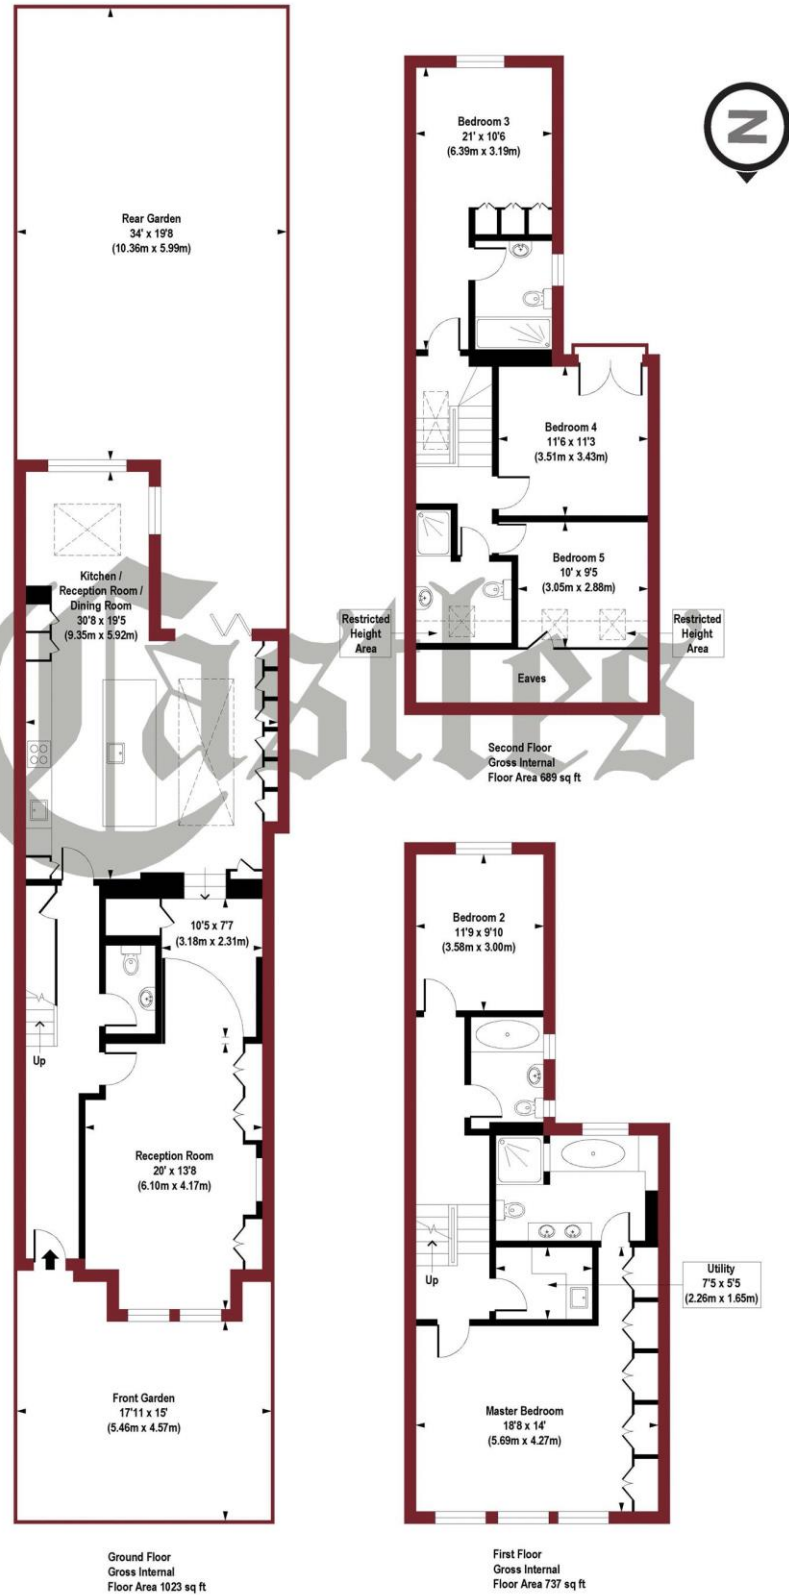 Rear Garden
34' x 19'8
(10.36m x 5.99m)
Kitchen /
Reception Room /
Dining Room
30'8 x 19'5
(9.35m x 5.92m)
10'5 x 7'7
(3.18m x 2.31m)
Up
Reception Room
20' x 13'8
(6.10m x 4.17m)
Front Garden
17'11 x 15'
(5.46m x 4.57m)
Ground Floor
Gross Internal
Floor Area 1023 sq ft
N
Bedroom 3
21' x 10'6
(6.39m x 3.19m)
Bedroom 4
11'6 x 11'3
(3.51m x 3.43m)
Bedroom 5
10' x 9'5
(3.05m x 2.88m)
Restricted
Height
Area
Restricted
Height
Area
Eaves
Second Floor
Gross Internal
Floor Area 689 sq ft
Castles
Bedroom 2
11'9 x 9'10
(3.58m x 3.00m)
Up
Utility
7'5 x 5'5
(2.26m x 1.65m)
Master Bedroom
18'8 x 14'
(5.69m x 4.27m)
First Floor
Gross Internal
Floor Area 737 sq ft